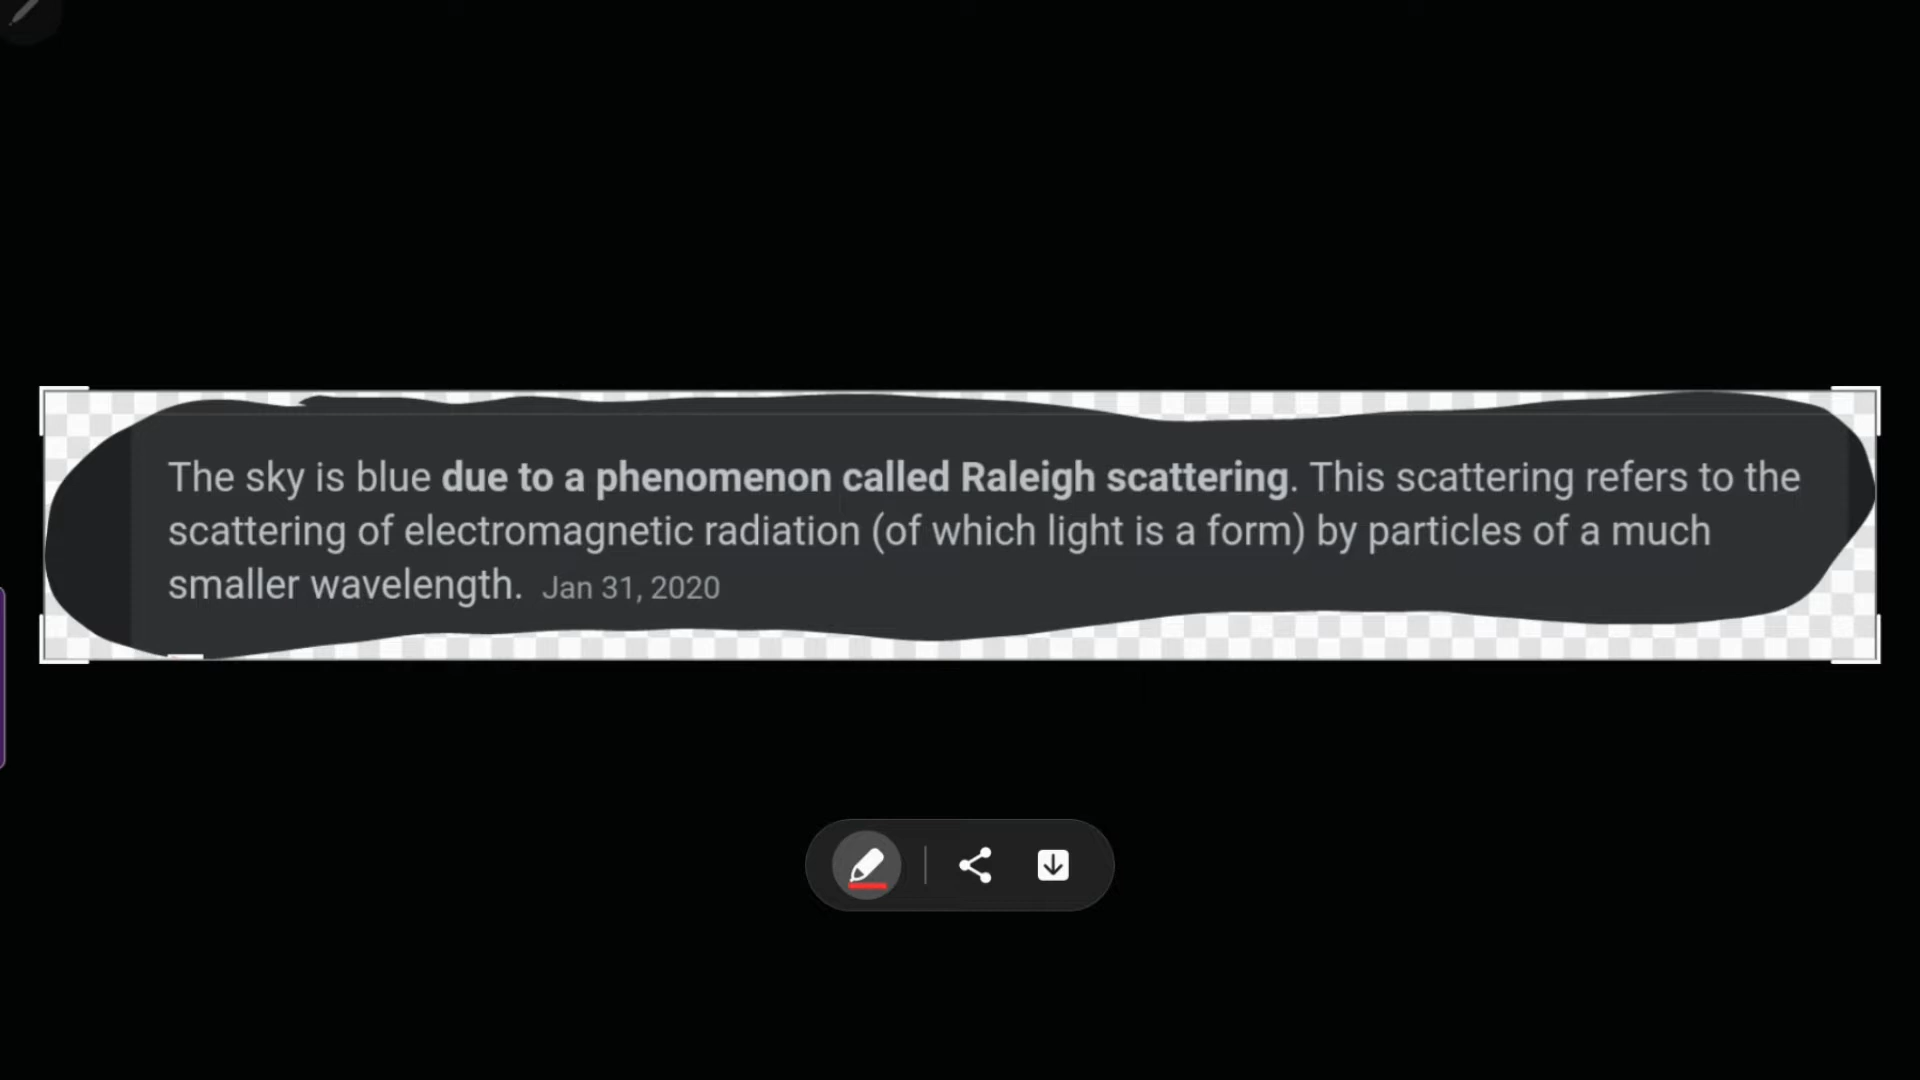 The sky is blue due to a phenomenon called Raleigh scattering. This scattering refers to the
scattering of electromagnetic radiation (of which light is a form) by particles of a much
smaller wavelength. Jan 31, 2020